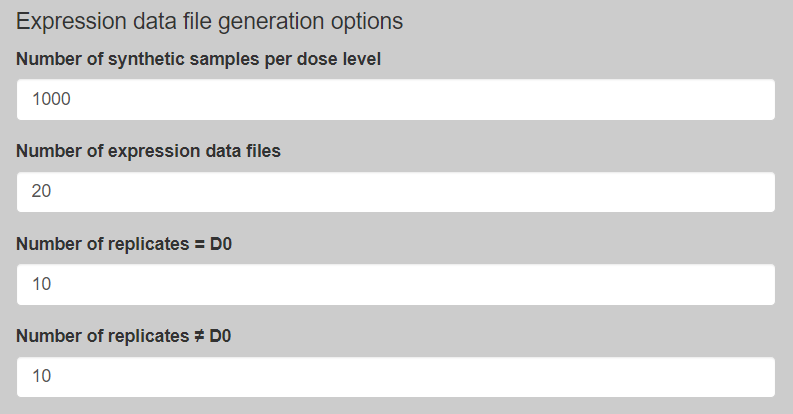 Expression data file generation options
Number of synthetic samples per dose level
1000
Number of expression data files
20
Number of replicates = D0
10
Number of replicates ≠ D0
10